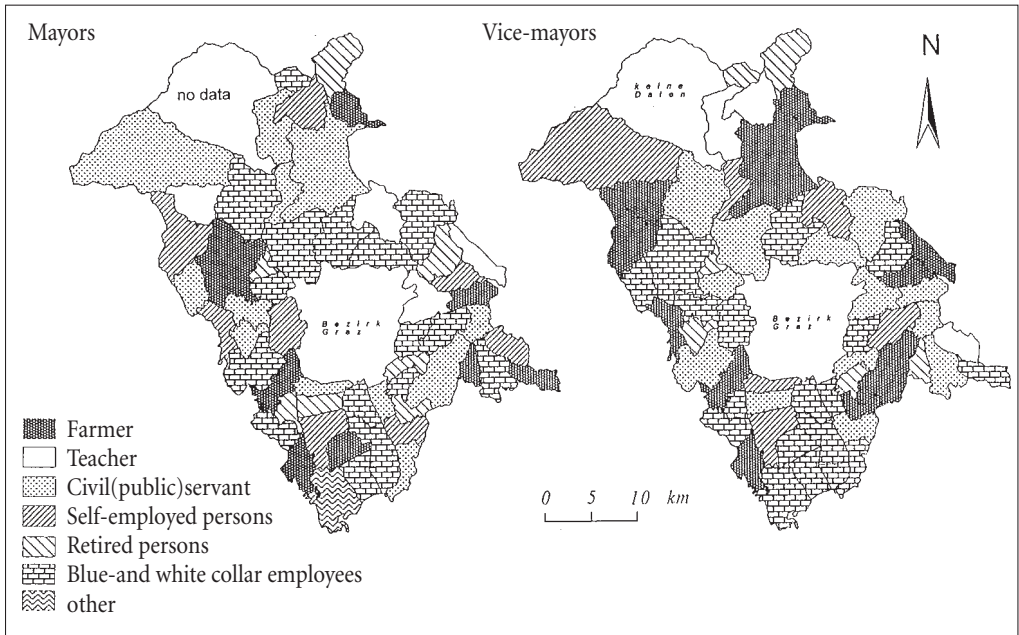 Mayors
Vice-mayors
N
no data
keine
Daten
Bezirk
Graz
Bezirk
Graz
Farmer
Teacher
Civil(public)servant
Self-employed persons
Retired persons
Blue-and white collar employees
other
0 5 10 km